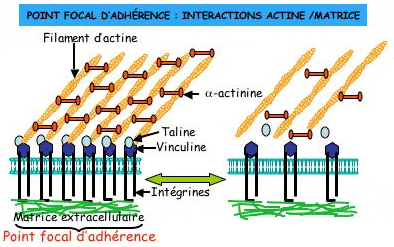 POINT FOCAL D'ADHÉRENCE : INTERACTIONS ACTINE /MATRICE
Filament d'actine
α-actinine
Taline
Vinculine
Intégrines
Matrice extracellulaire
Point focal d'adhérence